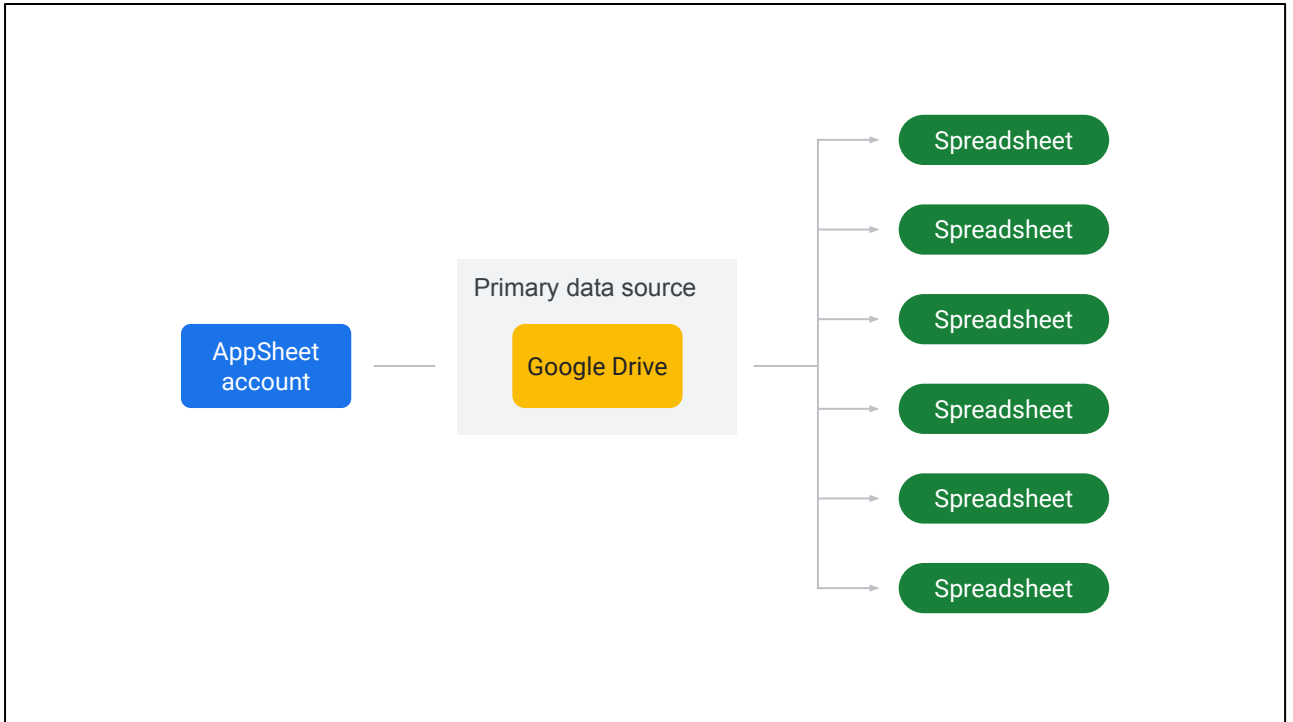 AppSheet
account
Primary data source
Google Drive
Spreadsheet
Spreadsheet
Spreadsheet
Spreadsheet
Spreadsheet
Spreadsheet